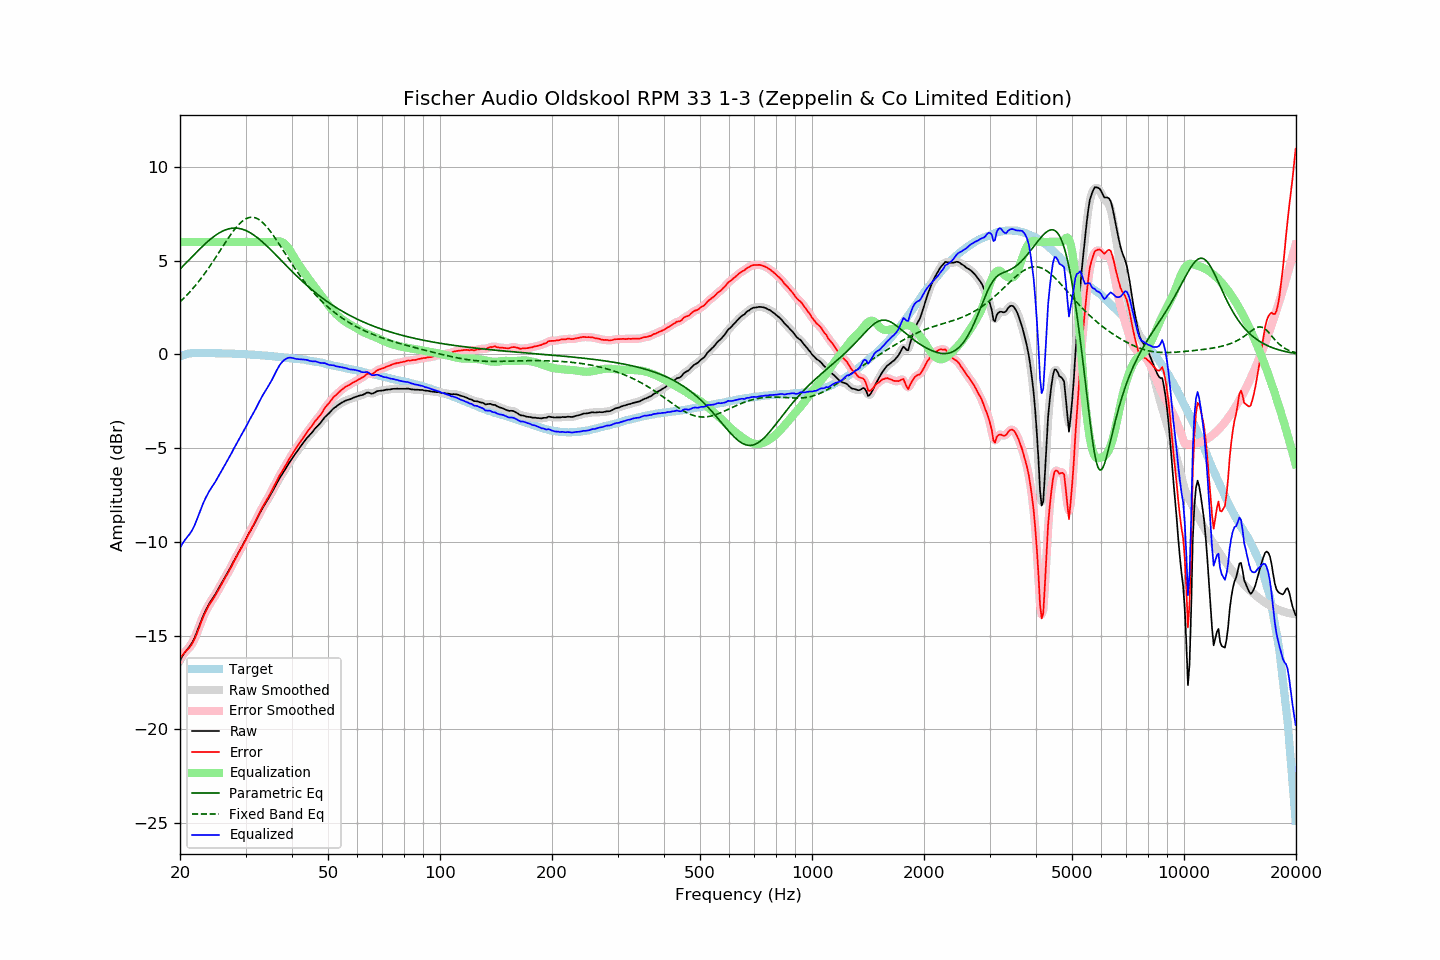 Fischer Audio Oldskool RPM 33 1-3 (Zeppelin & Co Limited Edition)
10
5
0
−5
−10
−15
−20
−25
Amplitude (dBr)
Target
Raw Smoothed
Error Smoothed
Raw
Error
Equalization
Parametric Eq
Fixed Band Eq
Equalized
20 50 100 200 500 1000 2000 5000 10000 20000
Frequency (Hz)